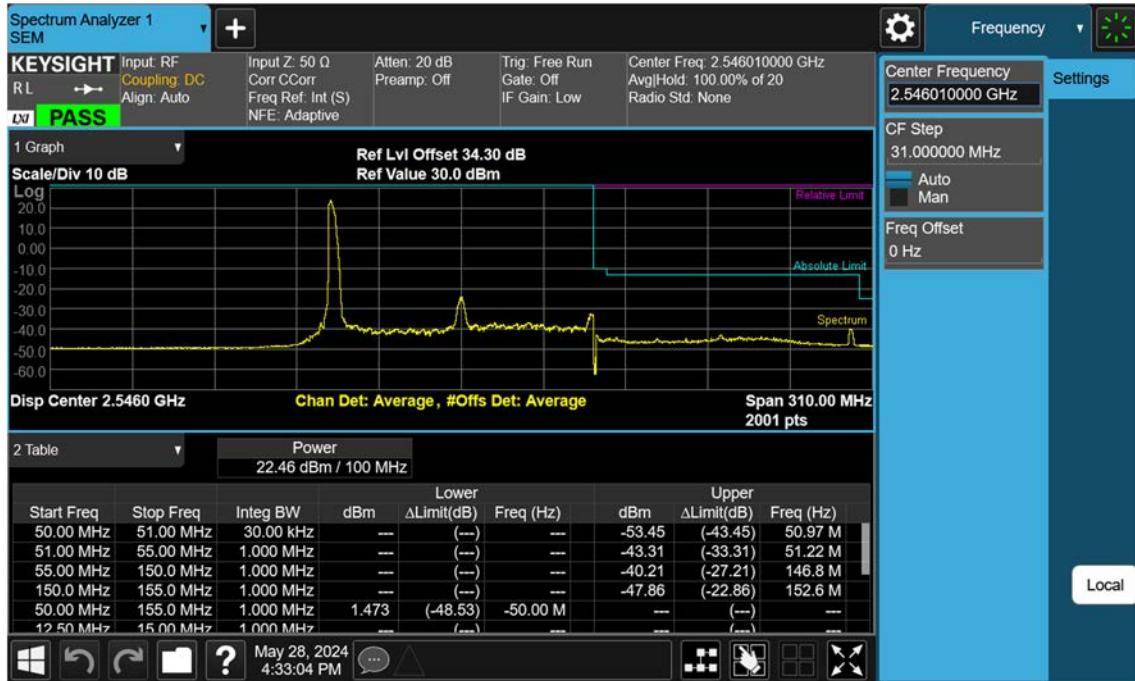 Spectrum Analyzer 1
SEM
Frequency
KEYSIGHT
R L
LXI PASS
Input: RF
Coupling: DC
Align: Auto
Input Z: 50 Ω
Corr CCorr
Freq Ref: Int (S)
NFE: Adaptive
Atten: 20 dB
Preamp: Off
Trig: Free Run
Gate: Off
IF Gain: Low
Center Freq: 2.546010000 GHz
Avg|Hold: 100.00% of 20
Radio Std: None
Center Frequency
2.546010000 GHz
Settings
CF Step
31.000000 MHz
Auto
Man
Freq Offset
0 Hz
Local
1 Graph
Scale/Div 10 dB
Ref Lvl Offset 34.30 dB
Ref Value 30.0 dBm
Log
20.0
10.0
0.00
-10.0
-20.0
-30.0
-40.0
-50.0
-60.0
Relative Limit
Absolute Limit
Spectrum
Disp Center 2.5460 GHz
Chan Det: Average, #Offs Det: Average
Span 310.00 MHz
2001 pts
2 Table
Power
22.46 dBm / 100 MHz
Lower Upper
Start Freq Stop Freq Integ BW dBm ΔLimit(dB) Freq (Hz) dBm ΔLimit(dB) Freq (Hz)
50.00 MHz 51.00 MHz 30.00 kHz --- (---) --- -53.45 (-43.45) 50.97 M
51.00 MHz 55.00 MHz 1.000 MHz --- (---) --- -43.31 (-33.31) 51.22 M
55.00 MHz 150.0 MHz 1.000 MHz --- (---) --- -40.21 (-27.21) 146.8 M
150.0 MHz 155.0 MHz 1.000 MHz --- (---) --- -47.86 (-22.86) 152.6 M
50.00 MHz 155.0 MHz 1.000 MHz 1.473 (-48.53) -50.00 M --- (---) ---
12.50 MHz 15.00 MHz 1.000 MHz --- (---) --- --- (---) ---
?
May 28, 2024
4:33:04 PM